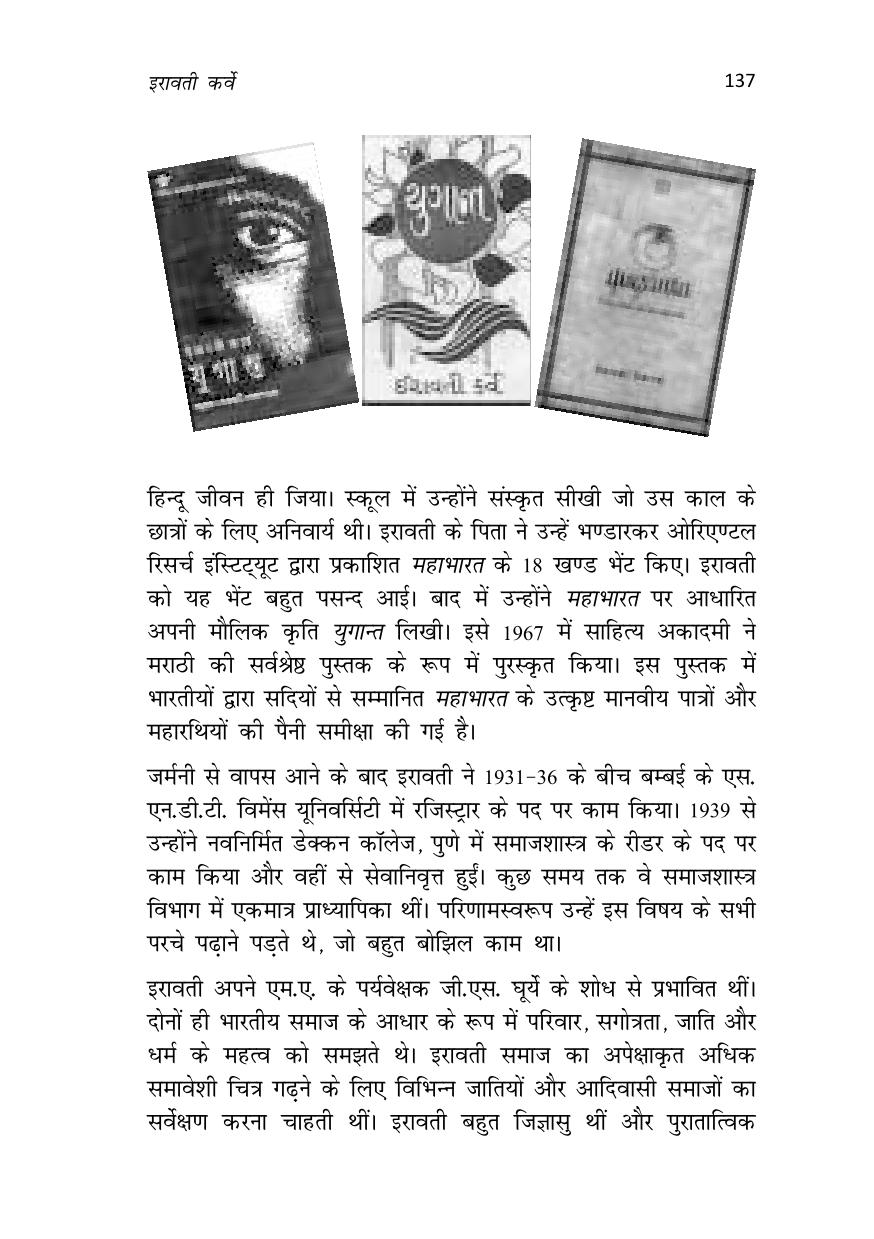 इरावती कर्वे
137
युगान्त
ઈરાવતી કર્વે
हिन्दू जीवन ही जिया। स्कूल में उन्होंने संस्कृत सीखी जो उस काल के
छात्रों के लिए अनिवार्य थी। इरावती के पिता ने उन्हें भण्डारकर ओरिएण्टल
रिसर्च इंस्टिट्यूट द्वारा प्रकाशित महाभारत के 18 खण्ड भेंट किए। इरावती
को यह भेंट बहुत पसन्द आई। बाद में उन्होंने महाभारत पर आधारित
अपनी मौलिक कृति युगान्त लिखी। इसे 1967 में साहित्य अकादमी ने
मराठी की सर्वश्रेष्ठ पुस्तक के रूप में पुरस्कृत किया। इस पुस्तक में
भारतीयों द्वारा सदियों से सम्मानित महाभारत के उत्कृष्ट मानवीय पात्रों और
महारथियों की पैनी समीक्षा की गई है।
जर्मनी से वापस आने के बाद इरावती ने 1931-36 के बीच बम्बई के एस.
एन.डी.टी. विमेंस यूनिवर्सिटी में रजिस्ट्रार के पद पर काम किया। 1939 से
उन्होंने नवनिर्मित डेक्कन कॉलेज, पुणे में समाजशास्त्र के रीडर के पद पर
काम किया और वहीं से सेवानिवृत्त हुईं। कुछ समय तक वे समाजशास्त्र
विभाग में एकमात्र प्राध्यापिका थीं। परिणामस्वरूप उन्हें इस विषय के सभी
परचे पढ़ाने पड़ते थे, जो बहुत बोझिल काम था।
इरावती अपने एम.ए. के पर्यवेक्षक जी.एस. घूर्ये के शोध से प्रभावित थीं।
दोनों ही भारतीय समाज के आधार के रूप में परिवार, सगोत्रता, जाति और
धर्म के महत्व को समझते थे। इरावती समाज का अपेक्षाकृत अधिक
समावेशी चित्र गढ़ने के लिए विभिन्न जातियों और आदिवासी समाजों का
सर्वेक्षण करना चाहती थीं। इरावती बहुत जिज्ञासु थीं और पुरातात्विक